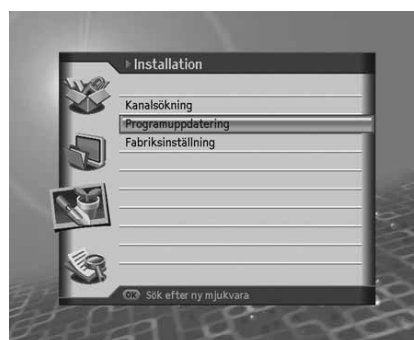 Installation
Kanalsökning
Programuppdatering
Fabriksinställning
OK Sök efter ny mjukvara